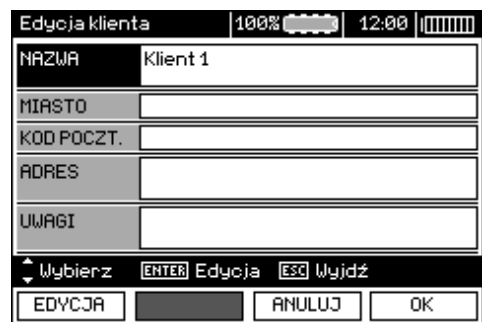 Edycja klienta 100% 12:00
NAZWA Klient 1
MIASTO
KOD POCZT.
ADRES
UWAGI
Wybierz ENTER Edycja ESC Wyjdź
EDYCJA ANULUJ OK